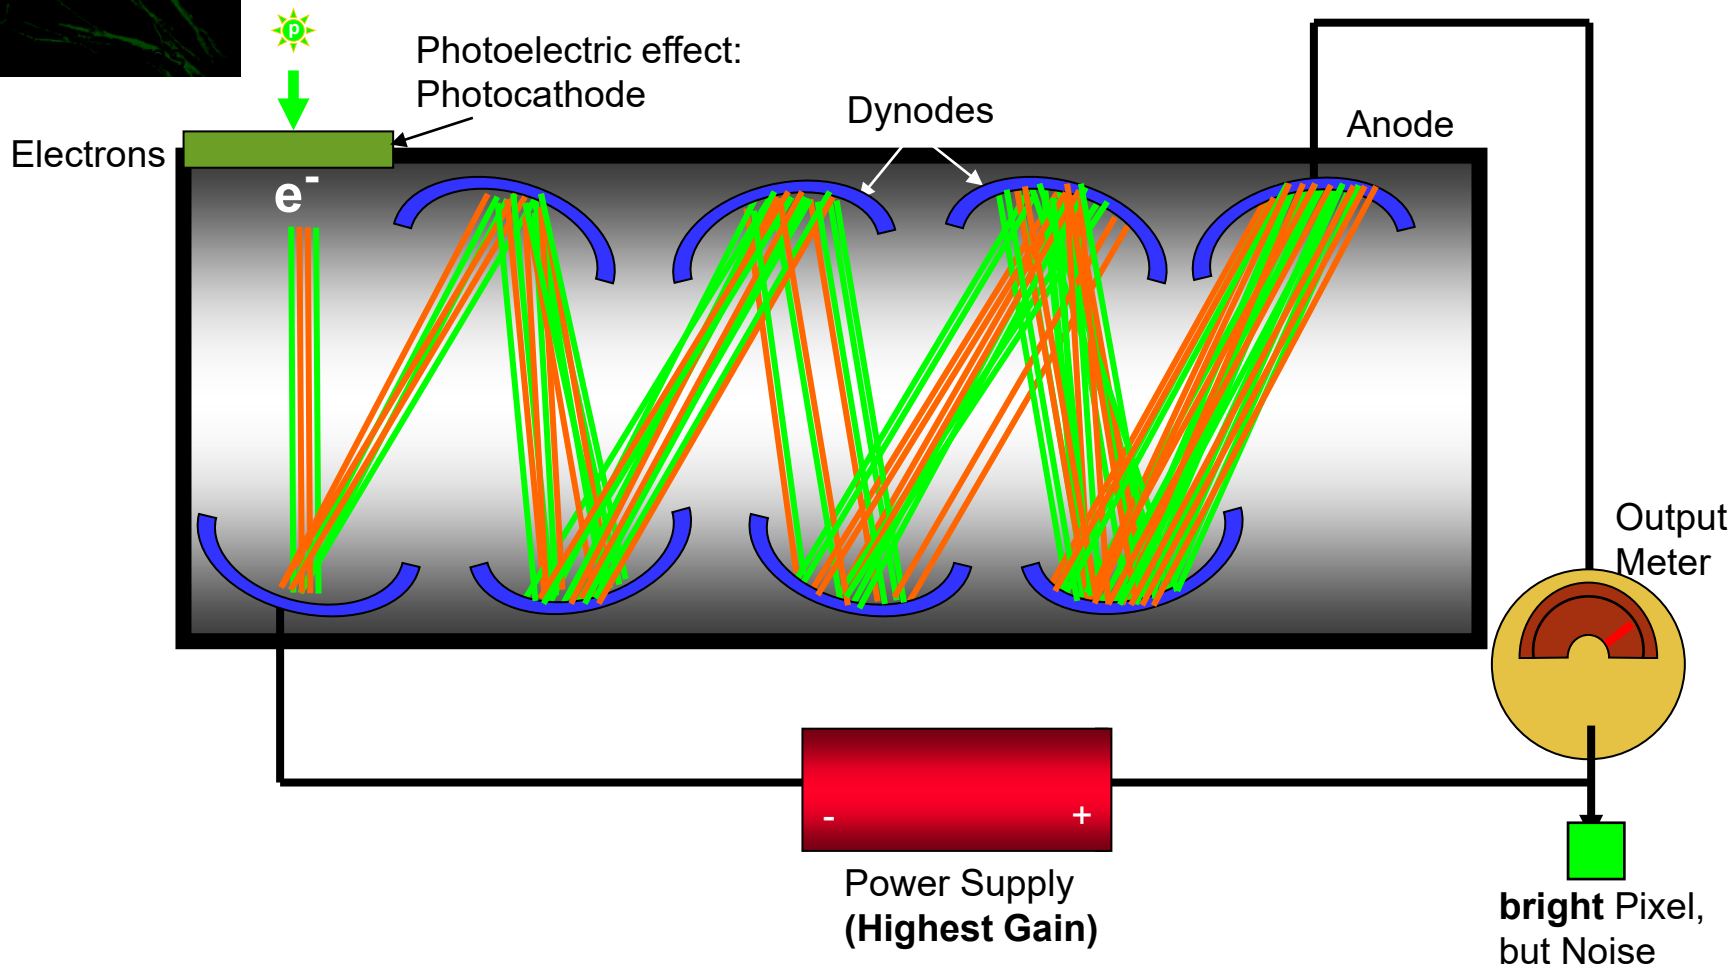 p
Photoelectric effect:
Photocathode
Dynodes
Anode
Electrons
e-
Output
Meter
- +
Power Supply
(Highest Gain)
bright Pixel,
but Noise